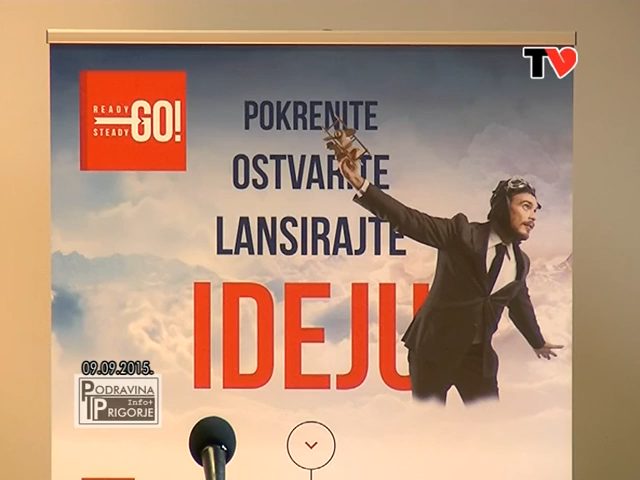 TV
READY
STEADY
GO!
POKRENITE
OSTVARITE
LANSIRAJTE
IDEJU
09.09.2015.
PODRAVINA
Info+
I PRIGORJE